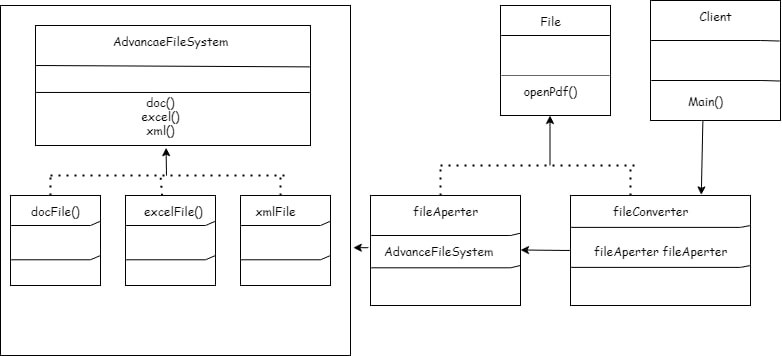 AdvancaeFileSystem
doc()
excel()
xml()
docFile()
excelFile()
xmlFile
File
openPdf()
Client
Main()
fileAperter
AdvanceFileSystem
fileConverter
fileAperter fileAperter